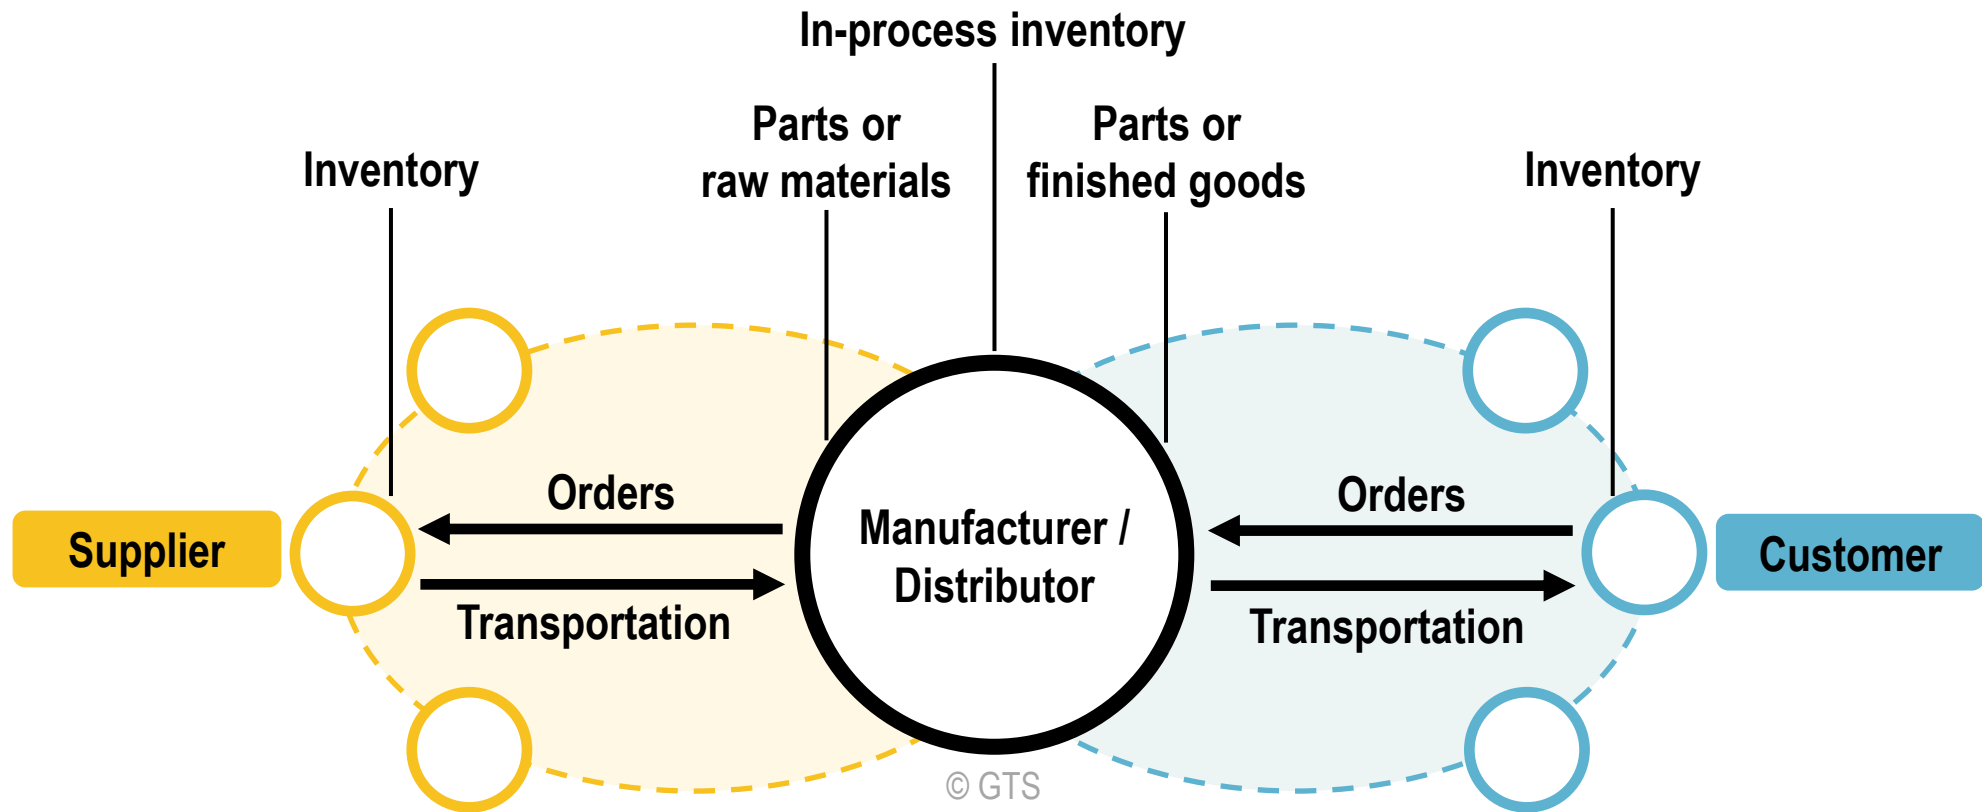 In-process inventory
Parts or
raw materials
Parts or
finished goods
Inventory
Inventory
Orders
Orders
Supplier
Manufacturer /
Distributor
Customer
Transportation
Transportation
© GTS